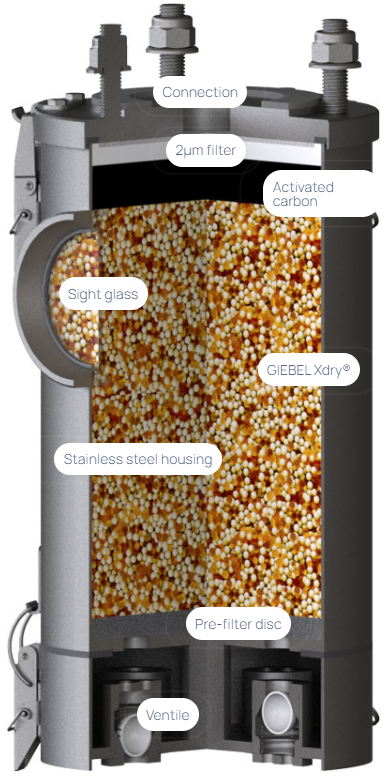 Connection
2µm filter
Activated
carbon
Sight glass
GIEBEL Xdry®
Stainless steel housing
Pre-filter disc
Ventile